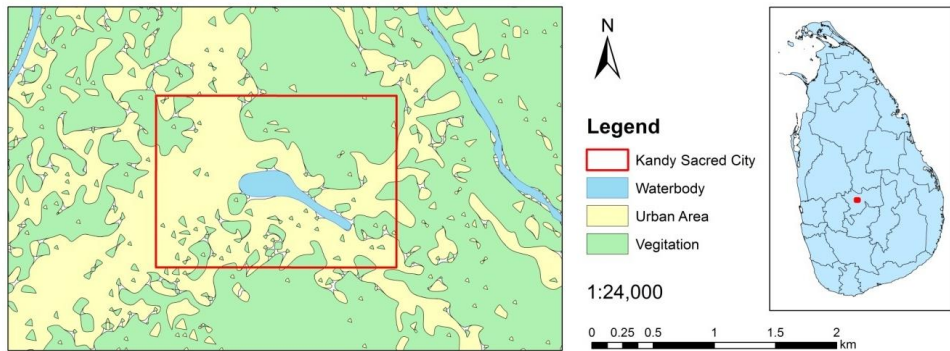 N
Legend
Kandy Sacred City
Waterbody
Urban Area
Vegitation
1:24,000
0 0.25 0.5 1 1.5 2
km